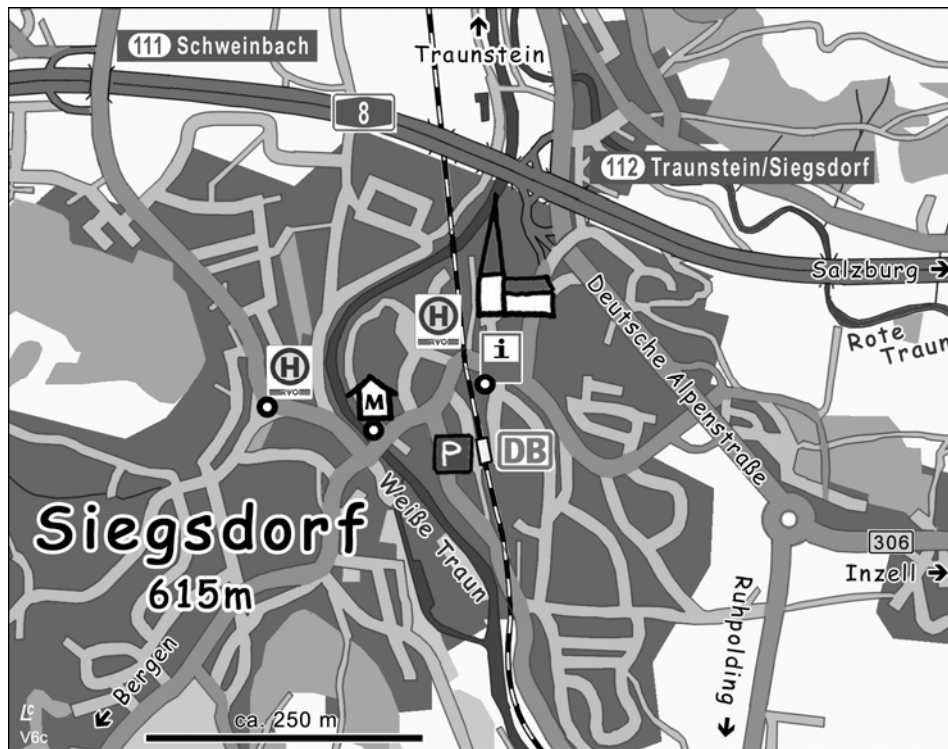 111 Schweinbach
Traunstein
8
112 Traunstein/Siegsdorf
Salzburg
Deutsche Alpenstraße
Rote
Traun
H
RVO
i
H
RVO
M
P
DB
Weiße Traun
Siegsdorf
615m
306
Inzell
Ruhpolding
Bergen
ca. 250 m
Lc
V6c